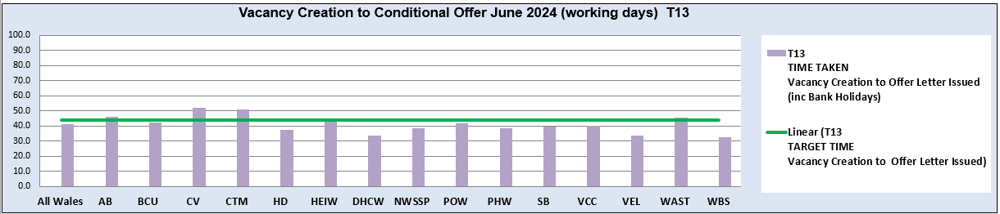 Vacancy Creation to Conditional Offer June 2024 (working days)  T13
100.0
90.0
80.0
70.0
60.0
50.0
40.0
30.0
20.0
10.0
0.0
All Wales AB BCU CV CTM HD HEIW DHCW NWSSP POW PHW SB VCC VEL WAST WBS
T13
TIME TAKEN
Vacancy Creation to Offer Letter Issued
(inc Bank Holidays)
Linear (T13
TARGET TIME
Vacancy Creation to  Offer Letter Issued)